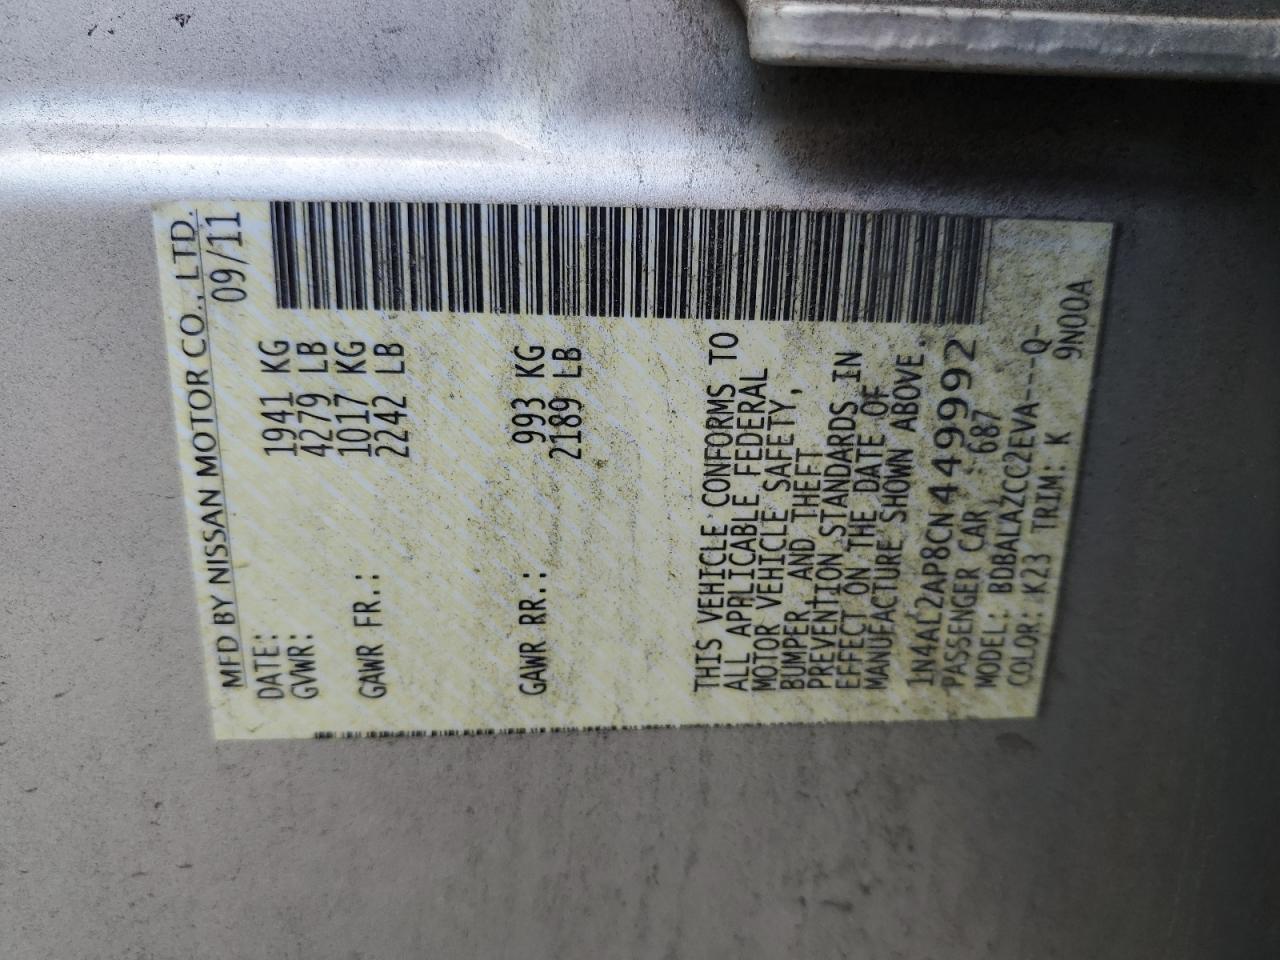 MFD BY NISSAN MOTOR CO., LTD.
DATE: 09/11
GVWR: 1941 KG
4279 LB
GAWR FR.: 1017 KG
2242 LB
GAWR RR.: 993 KG
2189 LB
THIS VEHICLE CONFORMS TO
ALL APPLICABLE FEDERAL
MOTOR VEHICLE SAFETY,
BUMPER, AND THEFT
PREVENTION STANDARDS IN
EFFECT ON THE DATE OF
MANUFACTURE SHOWN ABOVE.
1N4AL2AP8CN449992
PASSENGER CAR 687
MODEL: BDBALAZCC2EVA---Q-
COLOR: K23 TRIM: K
9N00A